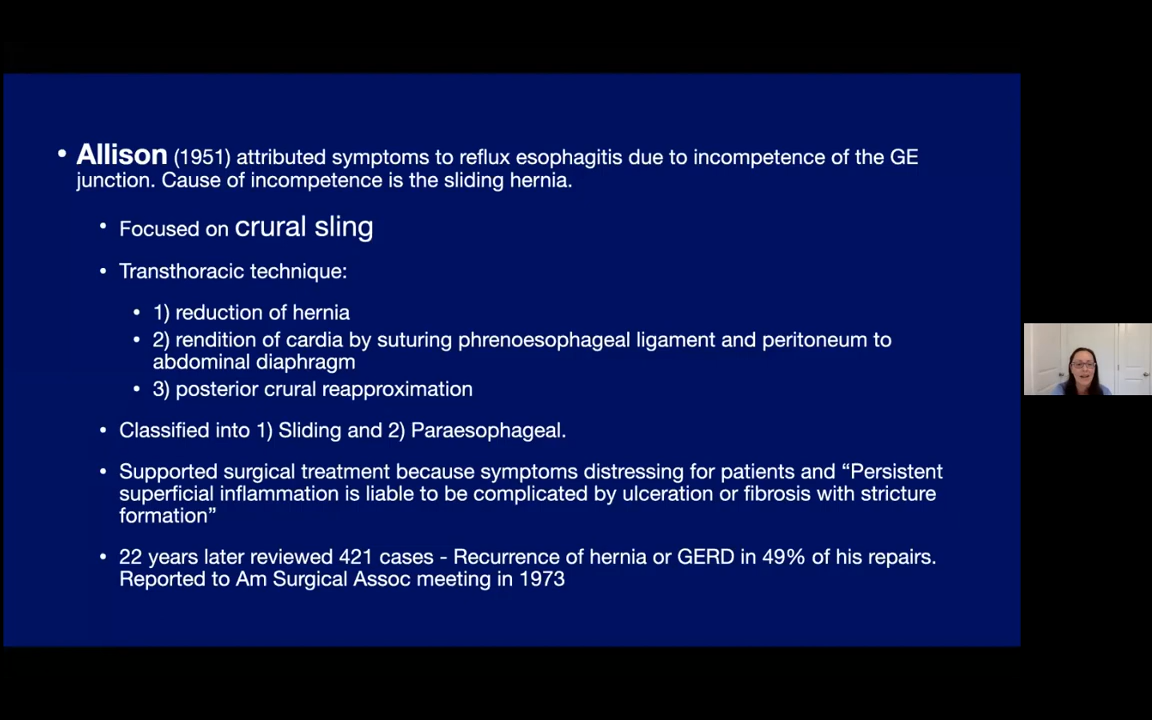 • Allison (1951) attributed symptoms to reflux esophagitis due to incompetence of the GE
junction. Cause of incompetence is the sliding hernia.
• Focused on crural sling
• Transthoracic technique:
• 1) reduction of hernia
• 2) rendition of cardia by suturing phrenoesophageal ligament and peritoneum to
abdominal diaphragm
• 3) posterior crural reapproximation
• Classified into 1) Sliding and 2) Paraesophageal.
• Supported surgical treatment because symptoms distressing for patients and “Persistent
superficial inflammation is liable to be complicated by ulceration or fibrosis with stricture
formation”
• 22 years later reviewed 421 cases - Recurrence of hernia or GERD in 49% of his repairs.
Reported to Am Surgical Assoc meeting in 1973